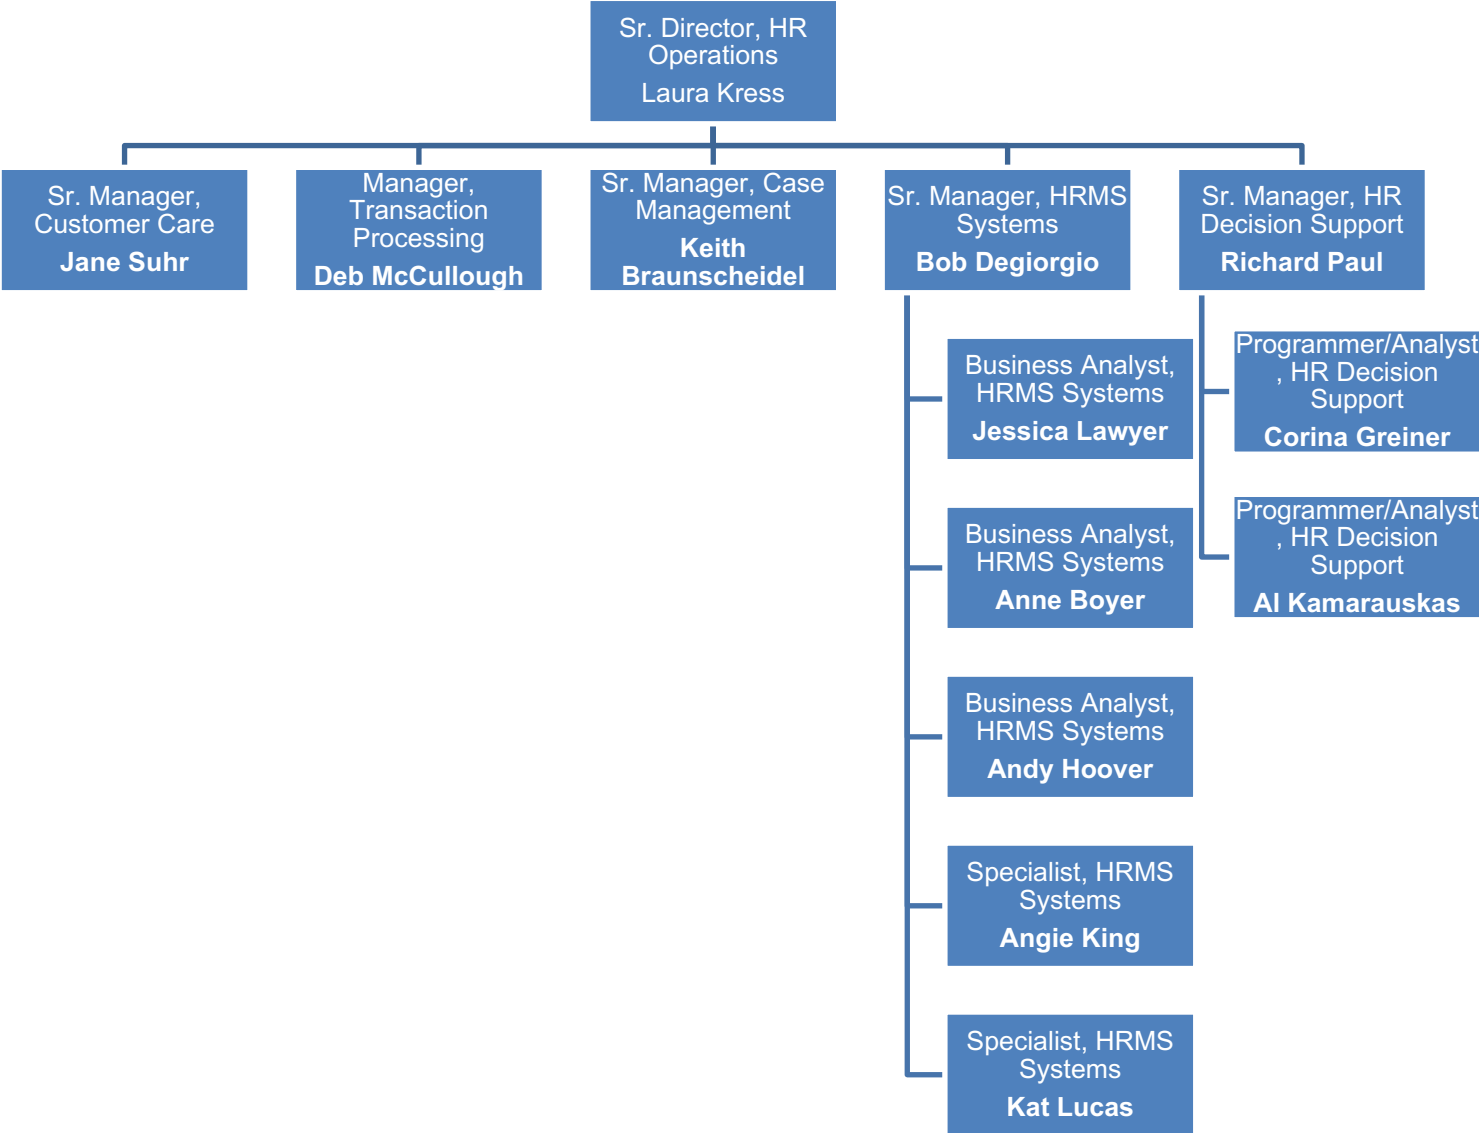 Sr. Director, HR
Operations
Laura Kress
Sr. Manager,
Customer Care
Jane Suhr
Manager,
Transaction
Processing
Deb McCullough
Sr. Manager, Case
Management
Keith
Braunscheidel
Sr. Manager, HRMS
Systems
Bob Degiorgio
Sr. Manager, HR
Decision Support
Richard Paul
Business Analyst,
HRMS Systems
Jessica Lawyer
Business Analyst,
HRMS Systems
Anne Boyer
Business Analyst,
HRMS Systems
Andy Hoover
Specialist, HRMS
Systems
Angie King
Specialist, HRMS
Systems
Kat Lucas
Programmer/Analyst
, HR Decision
Support
Corina Greiner
Programmer/Analyst
, HR Decision
Support
Al Kamarauskas